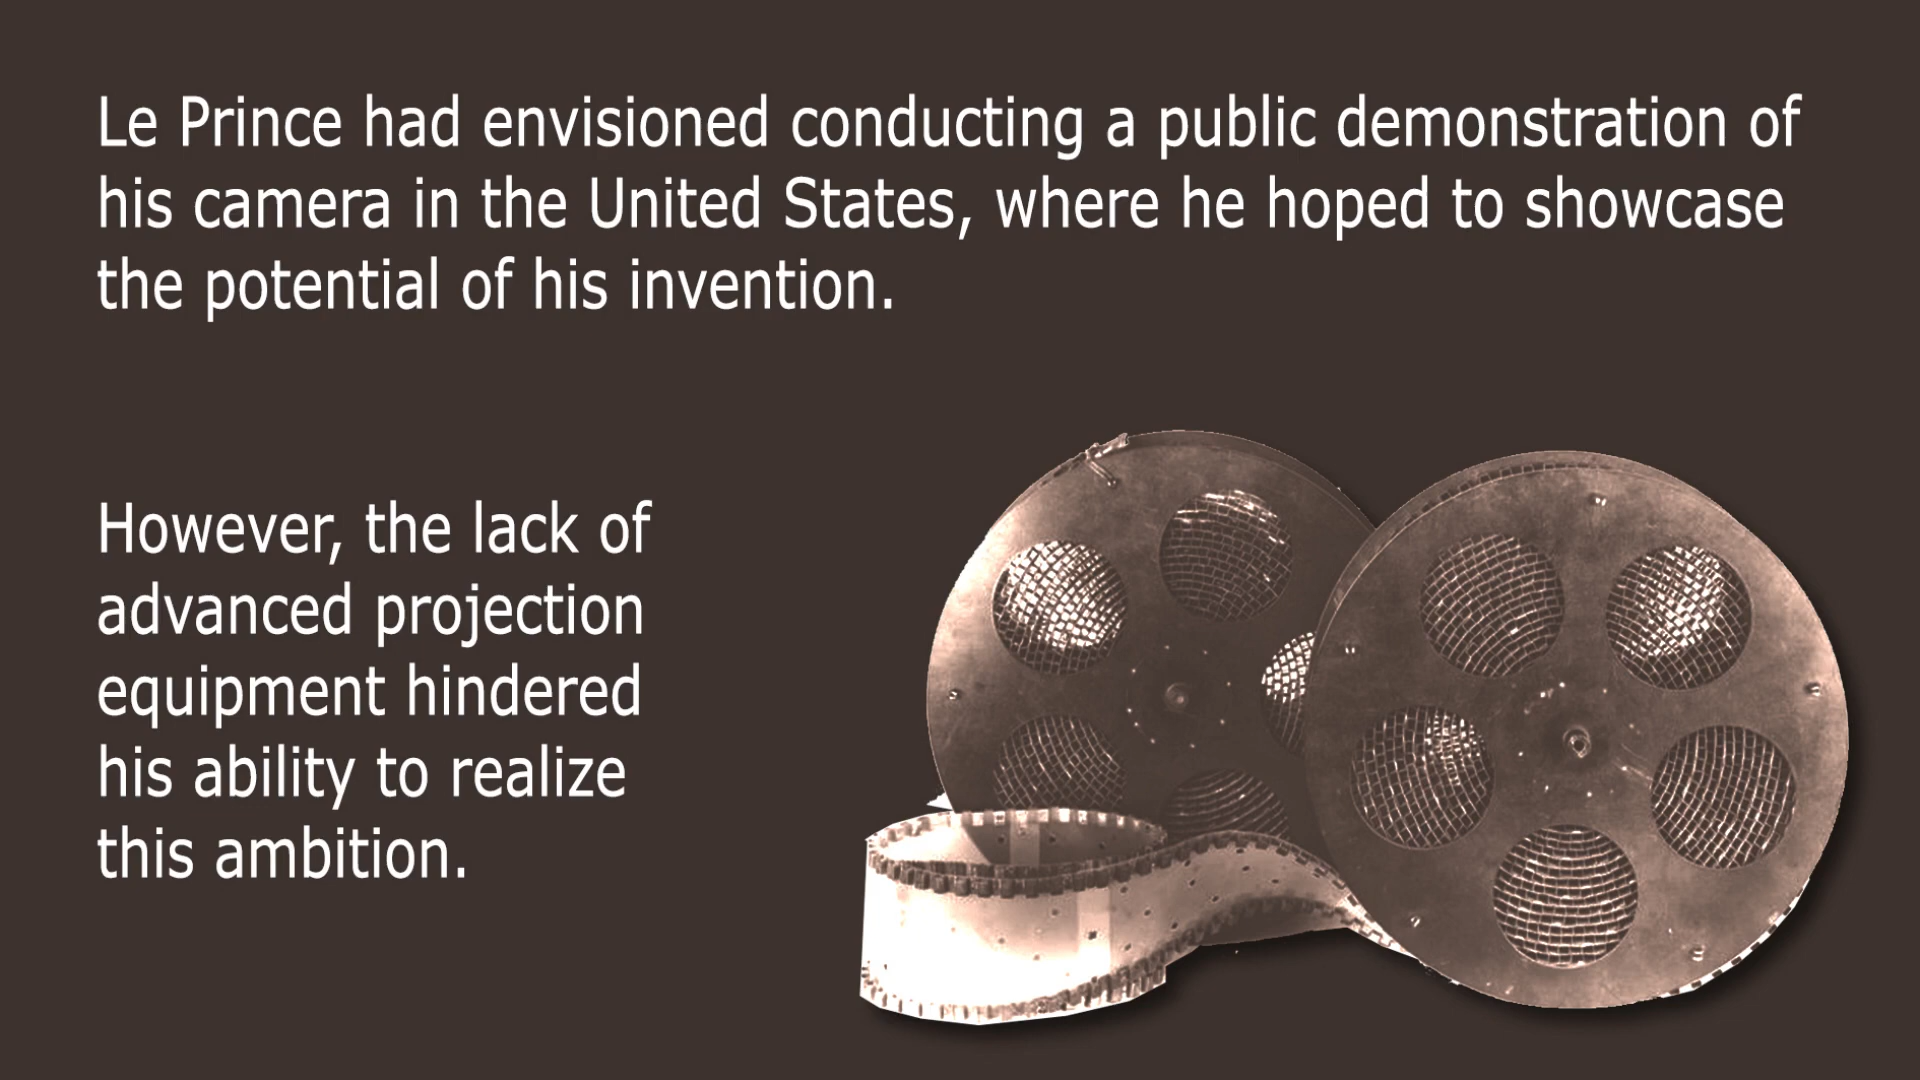 Le Prince had envisioned conducting a public demonstration of
his camera in the United States, where he hoped to showcase
the potential of his invention.
However, the lack of
advanced projection
equipment hindered
his ability to realize
this ambition.